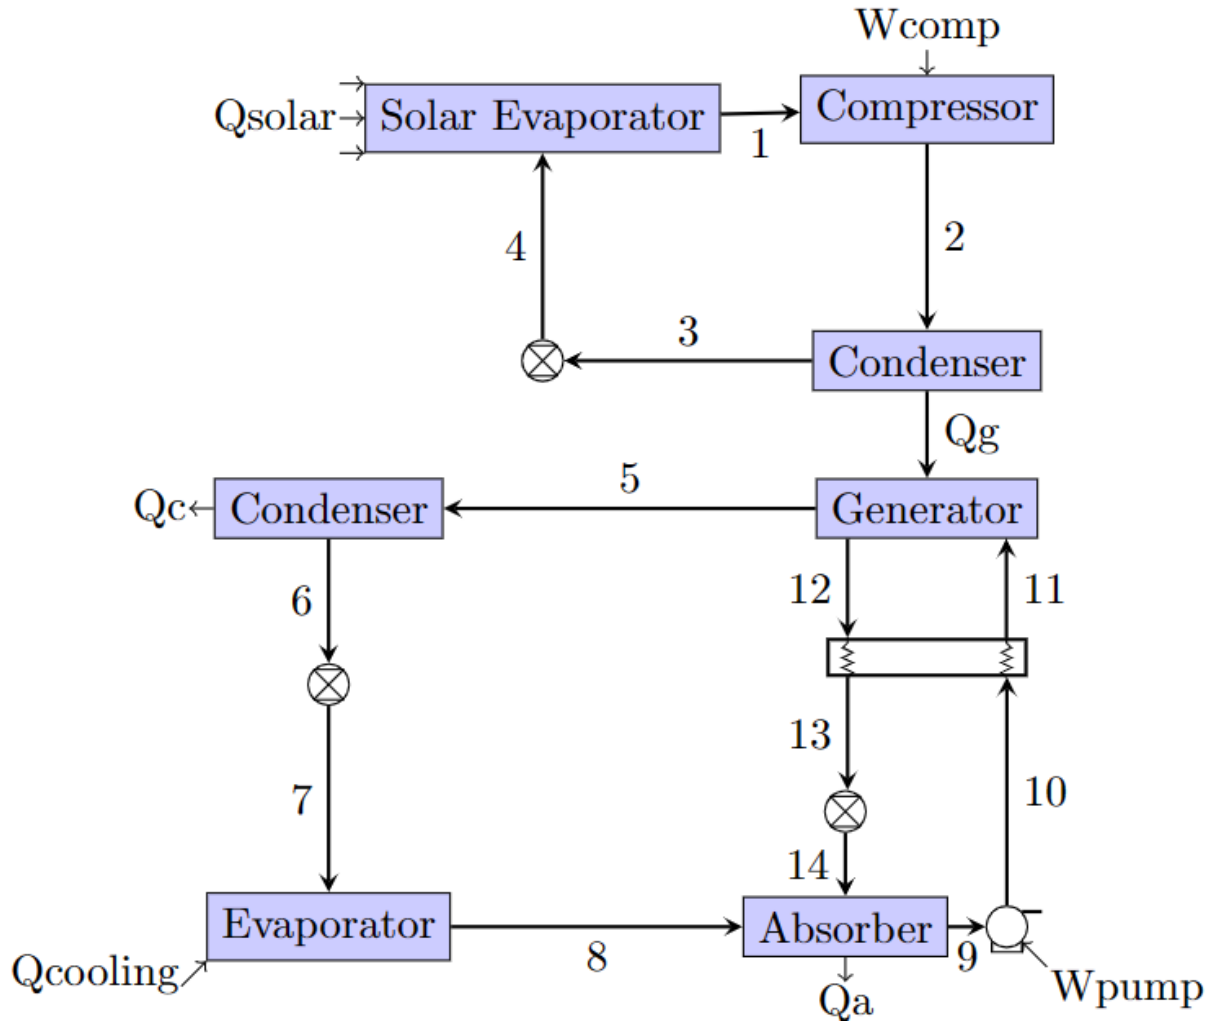 Wcomp
Qsolar
Solar Evaporator
Compressor
1
2
4
3
Condenser
Qg
5
Qc
Condenser
Generator
6
12
11
7
13
10
14
Evaporator
Absorber
8
9
Qcooling
Qa
Wpump